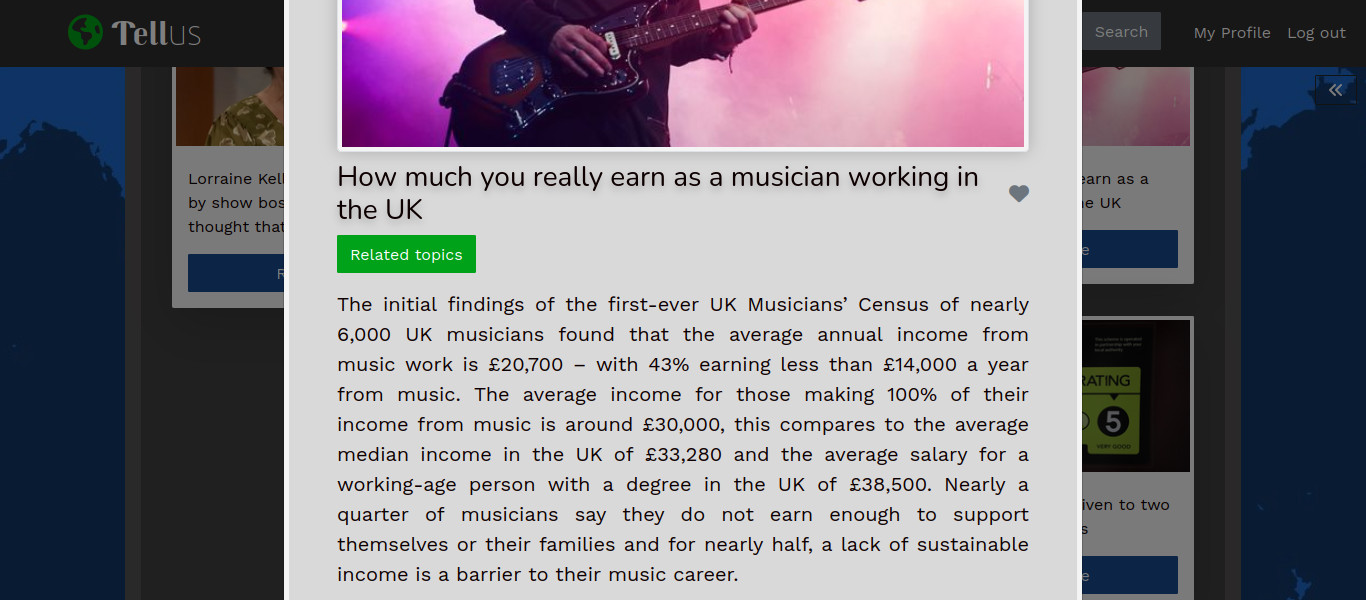 TellUS
Search
My Profile
Log out
How much you really earn as a musician working in
the UK
Related topics
The initial findings of the first-ever UK Musicians’ Census of nearly
6,000 UK musicians found that the average annual income from
music work is £20,700 – with 43% earning less than £14,000 a year
from music. The average income for those making 100% of their
income from music is around £30,000, this compares to the average
median income in the UK of £33,280 and the average salary for a
working-age person with a degree in the UK of £38,500. Nearly a
quarter of musicians say they do not earn enough to support
themselves or their families and for nearly half, a lack of sustainable
income is a barrier to their music career.
Lorraine
by show
thought
earn as a
UK
RATING
5
VERY GOOD
to two